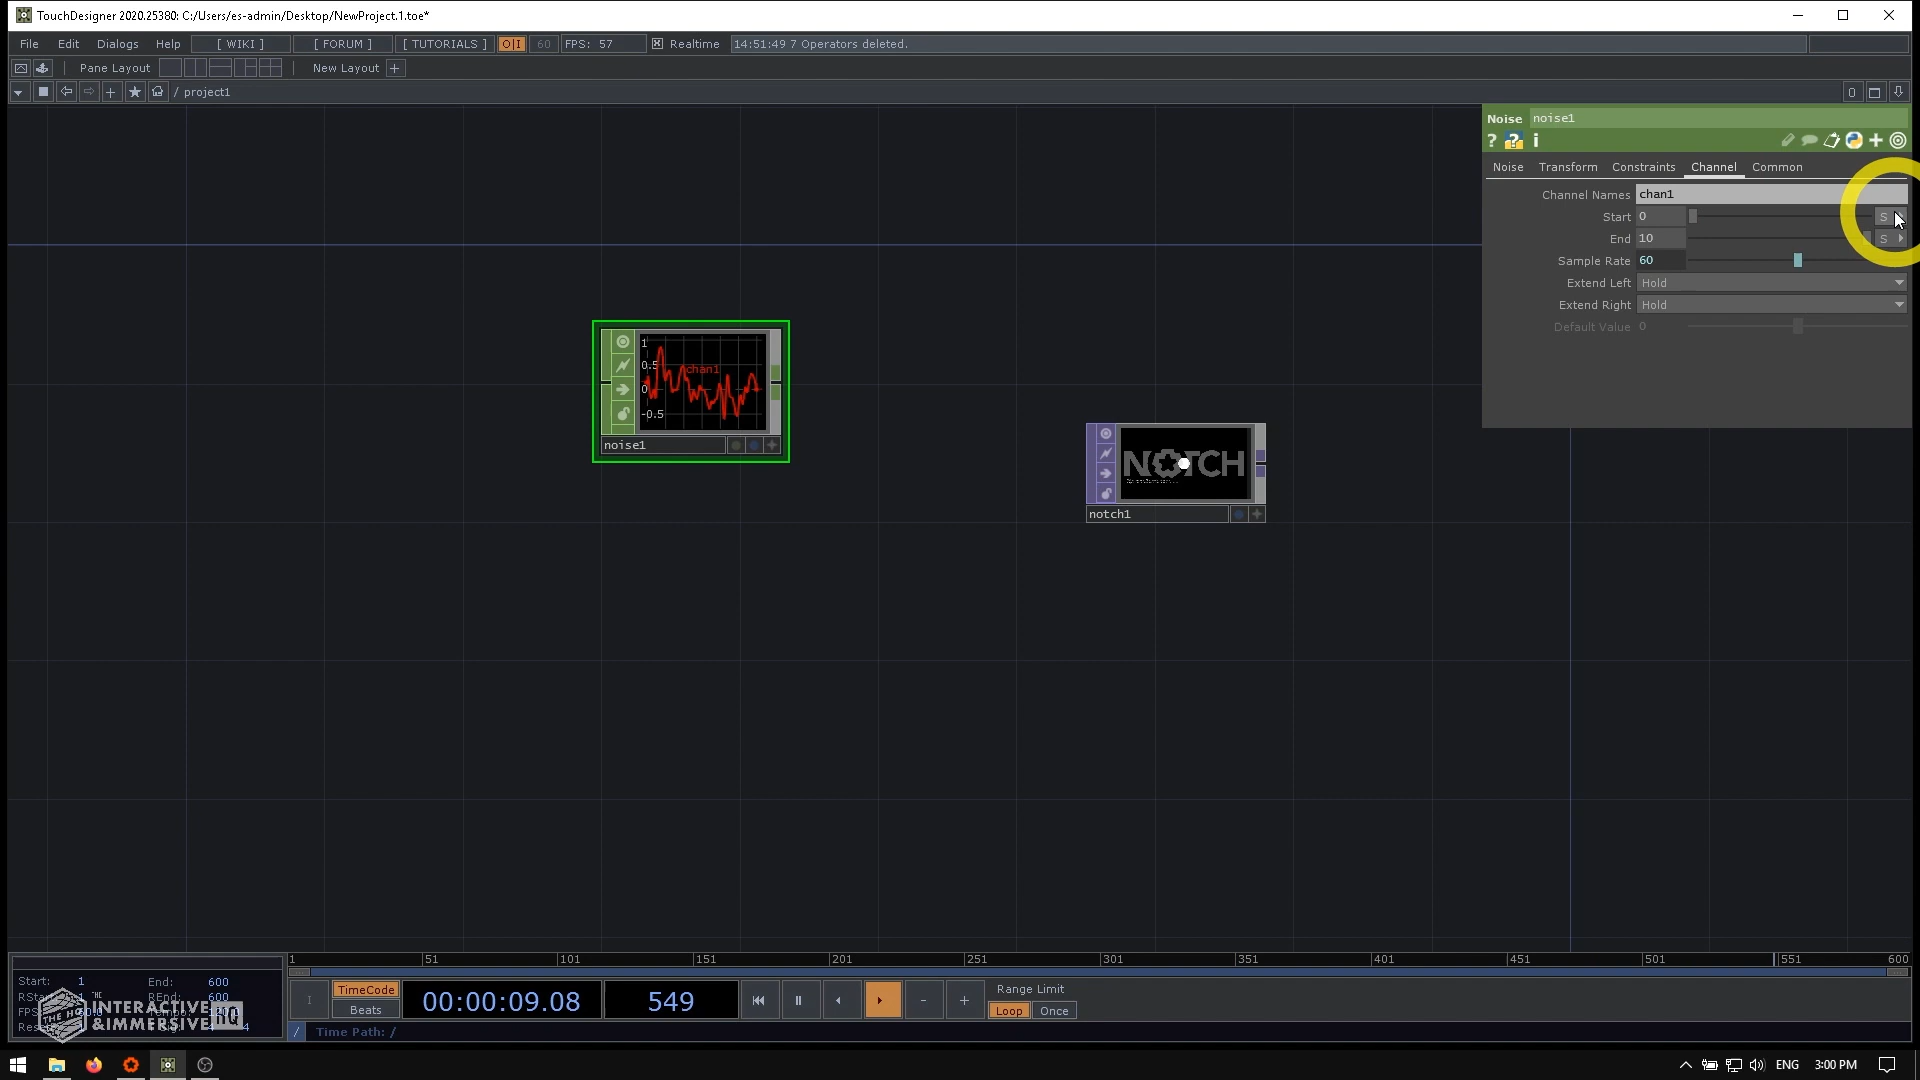 TouchDesigner 2020.25380: C:/Users/es-admin/Desktop/NewProject.1.toe*
File Edit Dialogs Help [ WIKI ] [ FORUM ] [ TUTORIALS ] O|I 60 FPS: 57 Realtime 14:51:49 7 Operators deleted.
Pane Layout New Layout +
/ project1 0
Noise noise1
? ? i
Noise Transform Constraints Channel Common
Channel Names chan1
Start 0 S
End 10 S
Sample Rate 60
Extend Left Hold
Extend Right Hold
Default Value 0
1
0.5
chan1
0
-0.5
noise1
NOTCH
notch1
1 51 101 151 201 251 301 351 401 451 501 551 600
Start: 1 End: 600
REnd: 600
TimeCode
Beats
00:00:09.08
549
Range Limit
Loop Once
THE
INTERACTIVE
& IMMERSIVE HQ
THE HQ
/ Time Path: /
ENG 3:00 PM